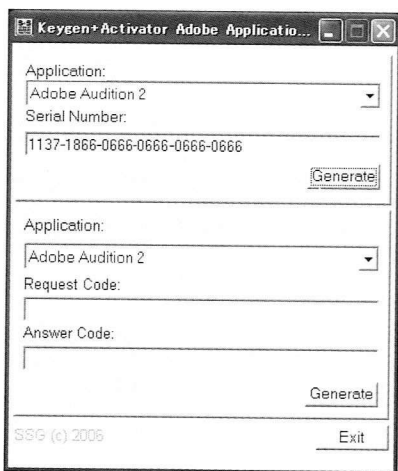 Keygen+Activator Adobe Applicatio...
Application:
Adobe Audition 2
Serial Number:
1137-1866-0666-0666-0666-0666
Generate
Application:
Adobe Audition 2
Request Code:
Answer Code:
Generate
SSG (c) 2006
Exit